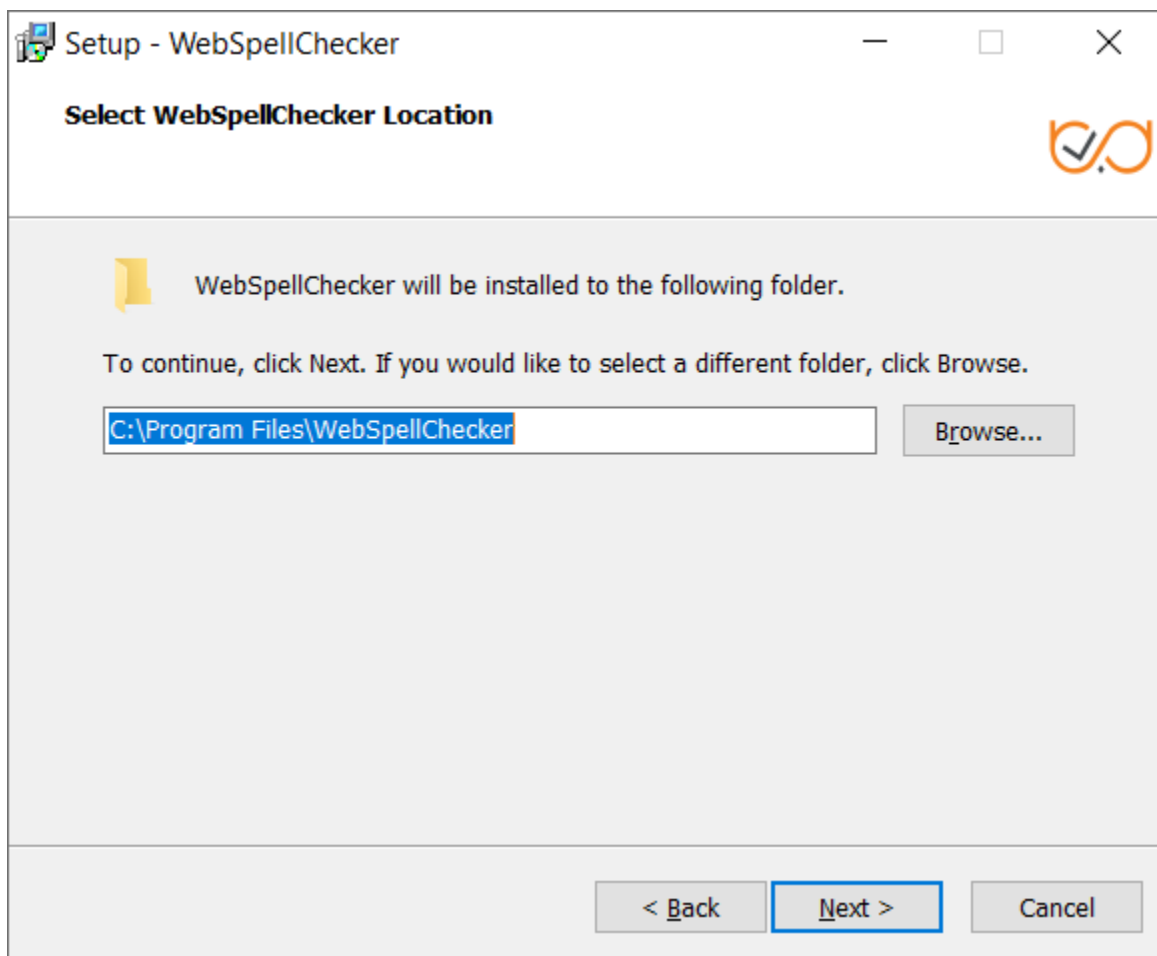 Setup - WebSpellChecker
Select WebSpellChecker Location
WebSpellChecker will be installed to the following folder.
To continue, click Next. If you would like to select a different folder, click Browse.
C:\Program Files\WebSpellChecker
Browse...
< Back
Next >
Cancel